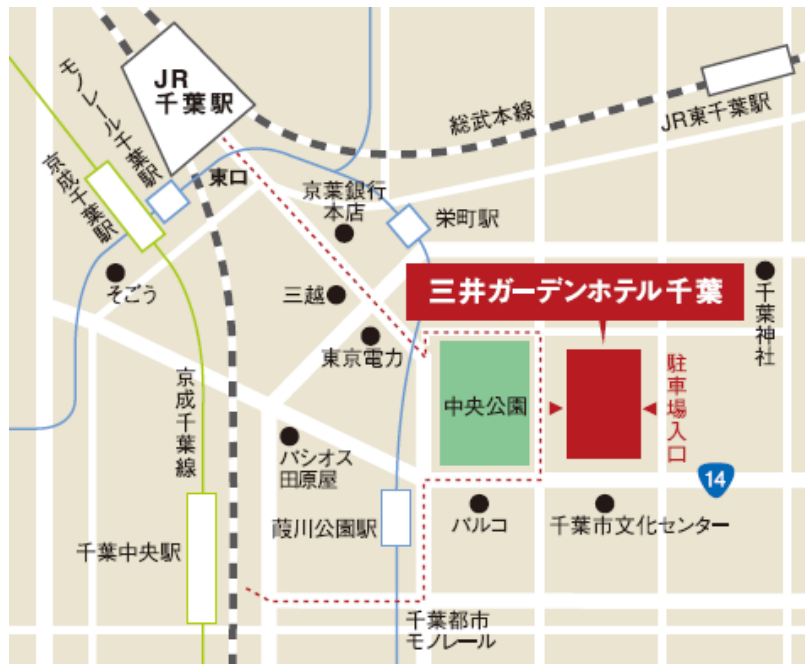 JR
千葉駅
モノレール千葉駅
京成千葉駅
東口
総武本線
JR東千葉駅
京葉銀行
本店
栄町駅
そごう
三越
三井ガーデンホテル千葉
千葉神社
東京電力
中央公園
駐車場入口
京成千葉線
パシオス
田原屋
14
葭川公園駅
パルコ
千葉市文化センター
千葉中央駅
千葉都市
モノレール